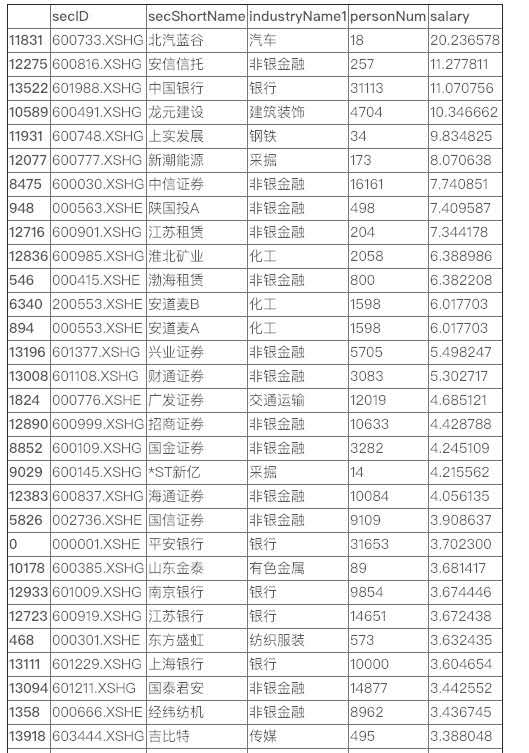 secID secShortName industryName1 personNum salary
11831 600733.XSHG 北汽蓝谷 汽车 18 20.236578
12275 600816.XSHG 安信信托 非银金融 257 11.277811
13522 601988.XSHG 中国银行 银行 31113 11.070756
10589 600491.XSHG 龙元建设 建筑装饰 4704 10.346662
11931 600748.XSHG 上实发展 钢铁 34 9.834825
12077 600777.XSHG 新潮能源 采掘 173 8.070638
8475 600030.XSHG 中信证券 非银金融 16161 7.740851
948 000563.XSHE 陕国投A 非银金融 498 7.409587
12716 600901.XSHG 江苏租赁 非银金融 204 7.344178
12836 600985.XSHG 淮北矿业 化工 2058 6.388986
546 000415.XSHE 渤海租赁 非银金融 800 6.382208
6340 200553.XSHE 安道麦B 化工 1598 6.017703
894 000553.XSHE 安道麦A 化工 1598 6.017703
13196 601377.XSHG 兴业证券 非银金融 5705 5.498247
13008 601108.XSHG 财通证券 非银金融 3083 5.302717
1824 000776.XSHE 广发证券 交通运输 12019 4.685121
12890 600999.XSHG 招商证券 非银金融 10633 4.428788
8852 600109.XSHG 国金证券 非银金融 3282 4.245109
9029 600145.XSHG *ST新亿 采掘 14 4.215562
12383 600837.XSHG 海通证券 非银金融 10084 4.056135
5826 002736.XSHE 国信证券 非银金融 9109 3.908637
0 000001.XSHE 平安银行 银行 31653 3.702300
10178 600385.XSHG 山东金泰 有色金属 89 3.681417
12933 601009.XSHG 南京银行 银行 9854 3.674446
12723 600919.XSHG 江苏银行 银行 14651 3.672438
468 000301.XSHE 东方盛虹 纺织服装 573 3.632435
13111 601229.XSHG 上海银行 银行 10000 3.604654
13094 601211.XSHG 国泰君安 非银金融 14877 3.442552
1358 000666.XSHE 经纬纺机 非银金融 8962 3.436745
13918 603444.XSHG 吉比特 传媒 495 3.388048